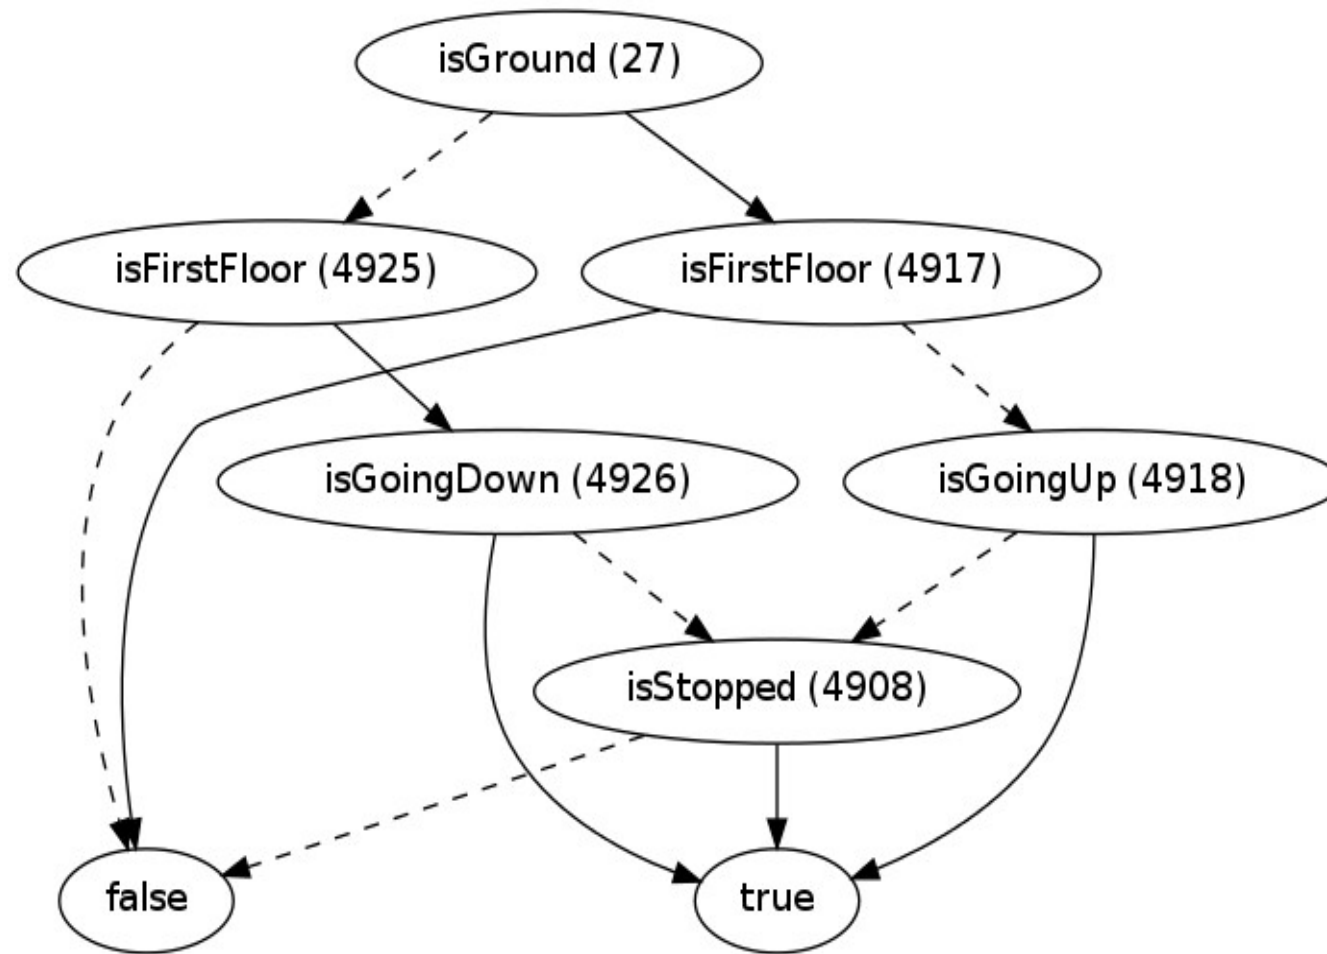 isGround (27)
isFirstFloor (4925)
isFirstFloor (4917)
isGoingDown (4926)
isGoingUp (4918)
isStopped (4908)
false
true